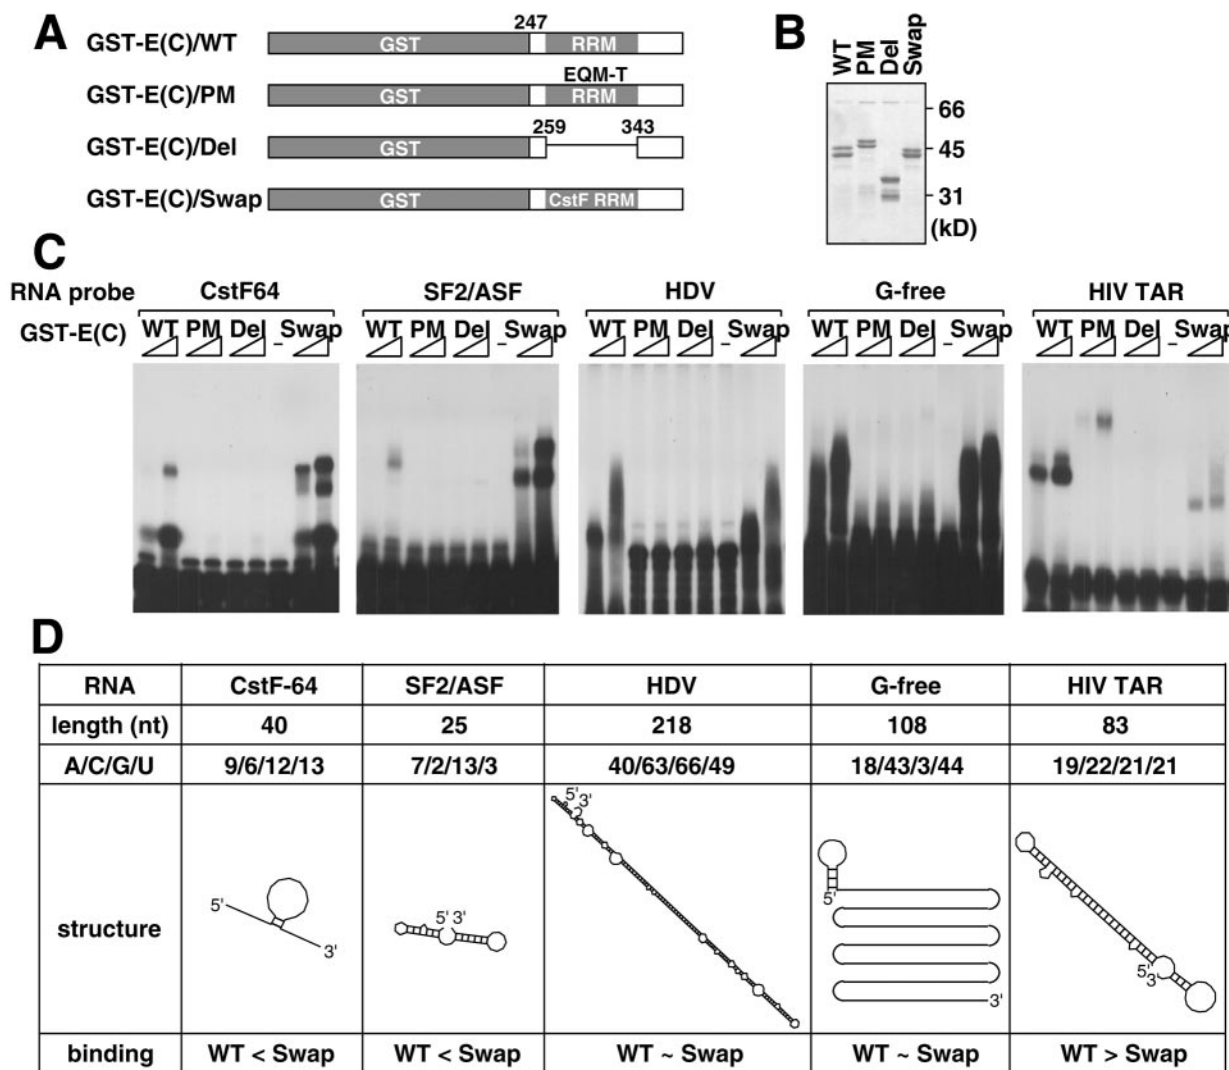 A
GST-E(C)/WT
247
GST
RRM
GST-E(C)/PM
EQM-T
GST
RRM
GST-E(C)/Del
259
343
GST
GST-E(C)/Swap
GST
CstF RRM
B
WT
PM
Del
Swap
66
45
31
(kD)
C
RNA probe
CstF64
SF2/ASF
HDV
G-free
HIV TAR
GST-E(C)
WT PM Del – Swap
WT PM Del – Swap
WT PM Del – Swap
WT PM Del – Swap
WT PM Del – Swap
D
RNA CstF-64 SF2/ASF HDV G-free HIV TAR
length (nt) 40 25 218 108 83
A/C/G/U 9/6/12/13 7/2/13/3 40/63/66/49 18/43/3/44 19/22/21/21
structure
5' 3'
5' 3'
5' 3'
5' 3'
5' 3'
binding WT < Swap WT < Swap WT ~ Swap WT ~ Swap WT > Swap